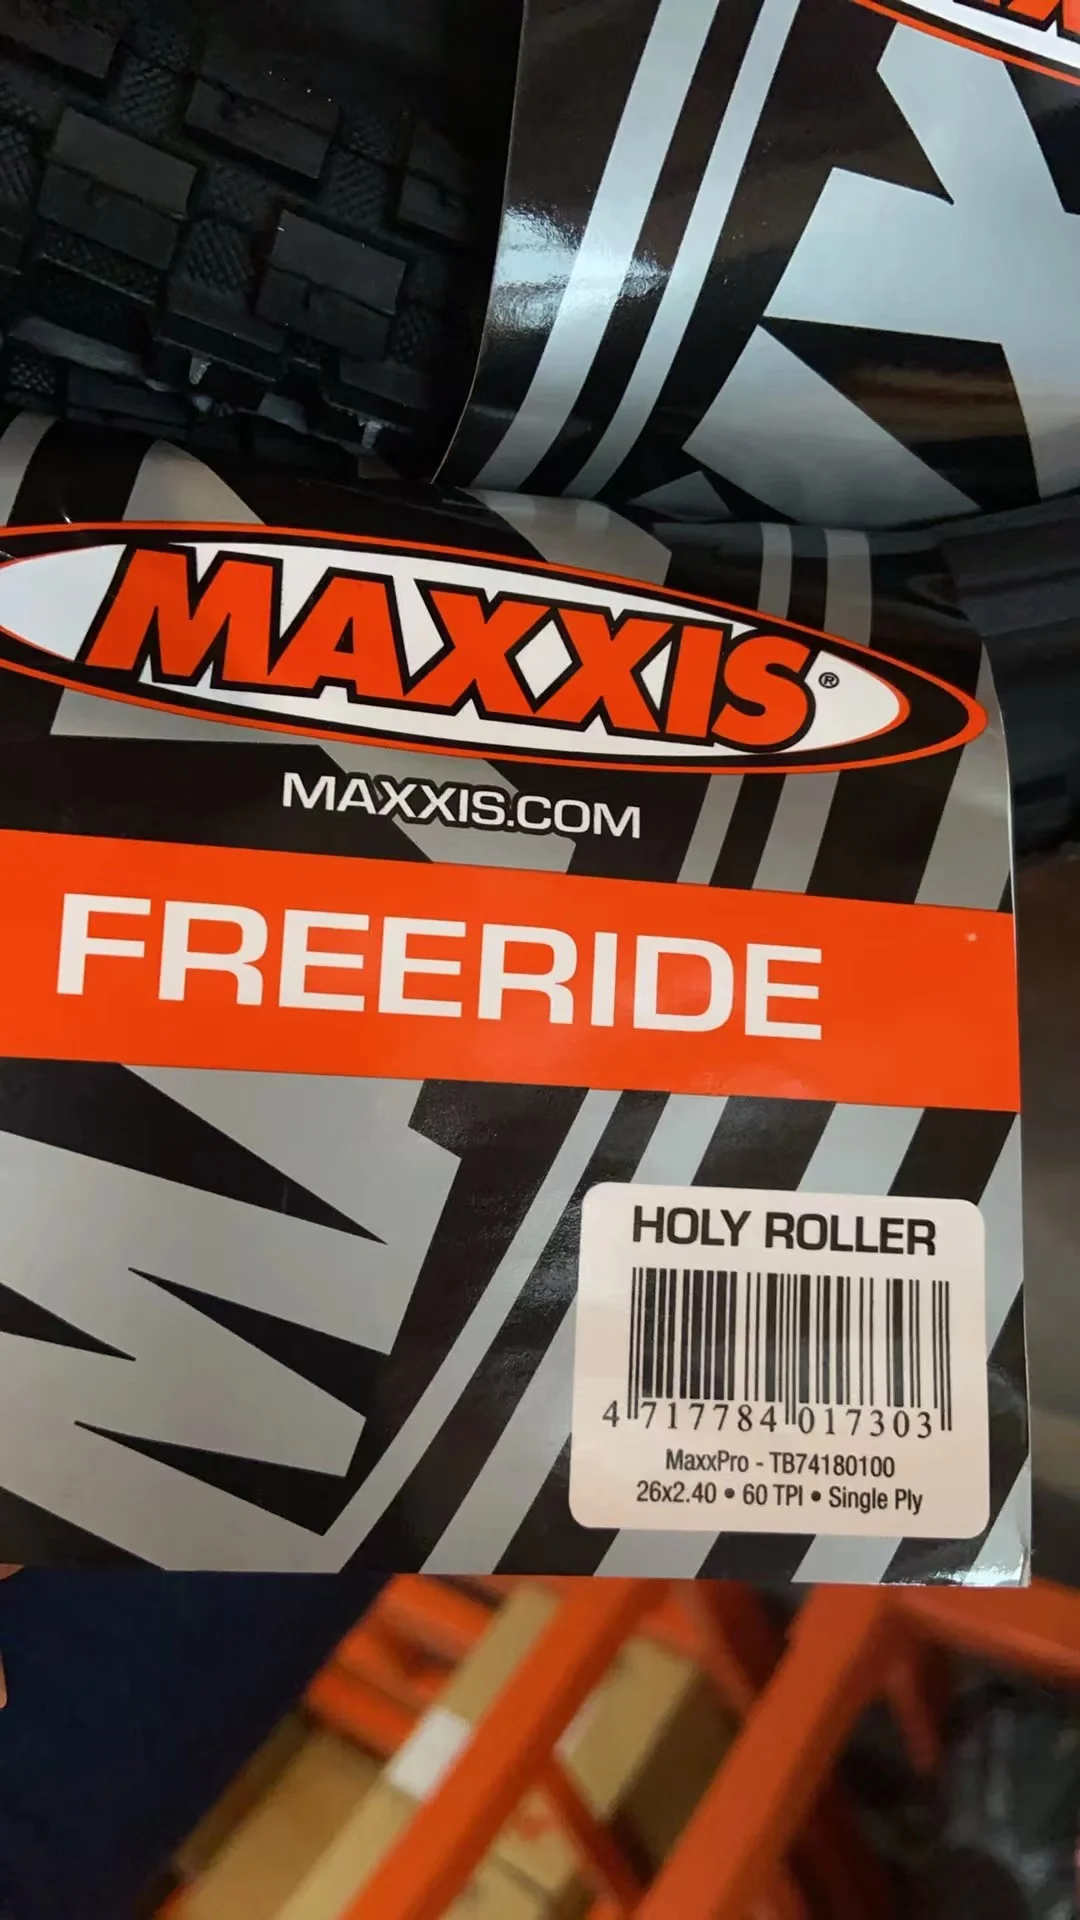 MAXXIS®
MAXXIS.COM
FREERIDE
HOLY ROLLER
4 717784 017303
MaxxPro - TB74180100
26x2.40 • 60 TPI • Single Ply